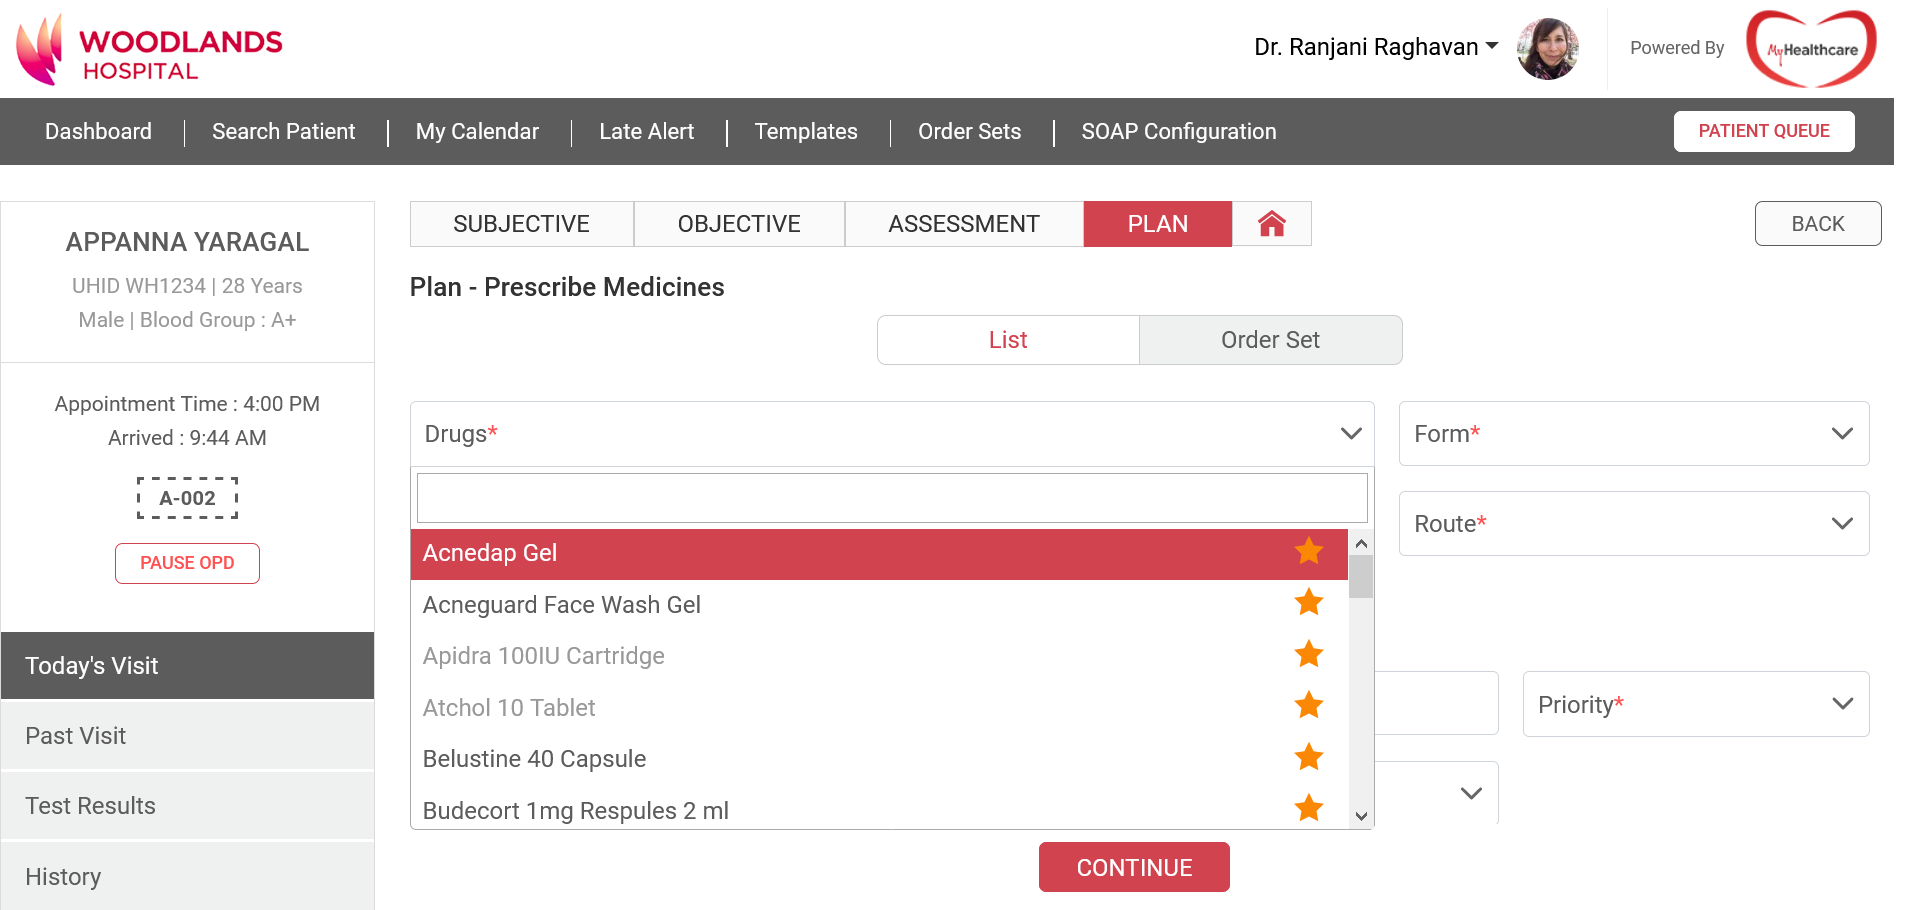 WOODLANDS
HOSPITAL
Dr. Ranjani Raghavan
Powered By
MyHealthcare
Dashboard
Search Patient
My Calendar
Late Alert
Templates
Order Sets
SOAP Configuration
PATIENT QUEUE
APPANNA YARAGAL
UHID WH1234 | 28 Years
Male | Blood Group : A+
Appointment Time : 4:00 PM
Arrived : 9:44 AM
A-002
PAUSE OPD
Today's Visit
Past Visit
Test Results
History
SUBJECTIVE
OBJECTIVE
ASSESSMENT
PLAN
BACK
Plan - Prescribe Medicines
List
Order Set
Drugs*
Form*
Acnedap Gel
Acneguard Face Wash Gel
Apidra 100IU Cartridge
Atchol 10 Tablet
Belustine 40 Capsule
Budecort 1mg Respules 2 ml
Route*
Priority*
CONTINUE